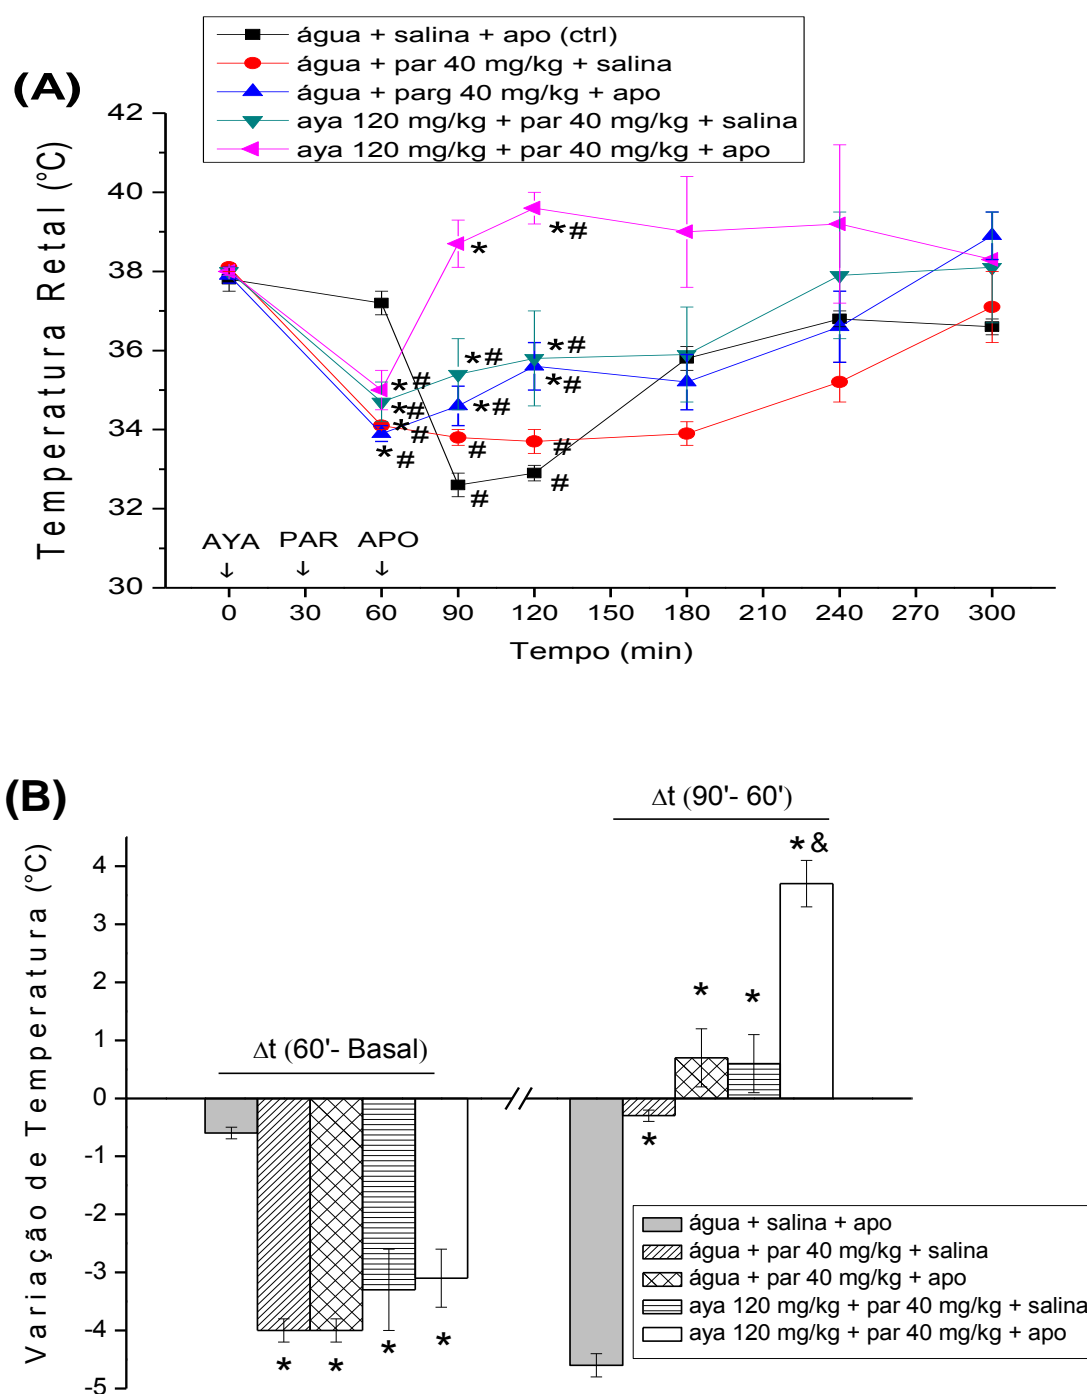 água + salina + apo (ctrl)
água + par 40 mg/kg + salina
água + parg 40 mg/kg + apo
aya 120 mg/kg + par 40 mg/kg + salina
aya 120 mg/kg + par 40 mg/kg + apo
(A)
Temperatura Retal (°C)
42
40
38
36
34
32
30
*
*#
*#
*#
*#
*#
*#
*#
*#
*#
#
#
#
#
AYA PAR APO
↓ ↓ ↓
0 30 60 90 120 150 180 210 240 270 300
Tempo (min)
(B)
Variação de Temperatura (°C)
Δt (90'- 60')
*&
4
3
2
1
0
-1
-2
-3
-4
-5
* *
Δt (60'- Basal)
*
* * * *
água + salina + apo
água + par 40 mg/kg + salina
água + par 40 mg/kg + apo
aya 120 mg/kg + par 40 mg/kg + salina
aya 120 mg/kg + par 40 mg/kg + apo